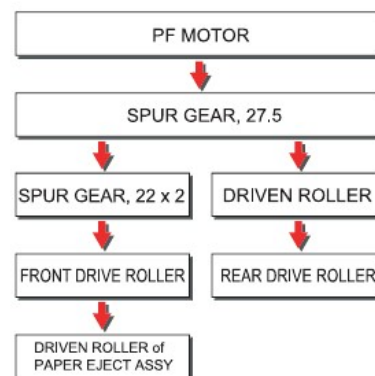 PF MOTOR
SPUR GEAR, 27.5
SPUR GEAR, 22 x 2
DRIVEN ROLLER
FRONT DRIVE ROLLER
REAR DRIVE ROLLER
DRIVEN ROLLER of
PAPER EJECT ASSY